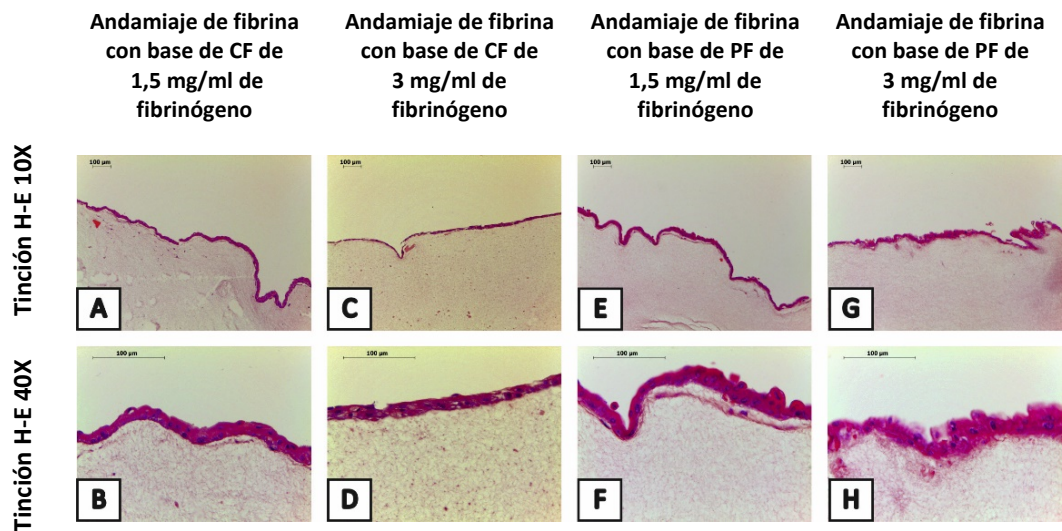 Andamiaje de fibrina
con base de CF de
1,5 mg/ml de
fibrinógeno
Andamiaje de fibrina
con base de CF de
3 mg/ml de
fibrinógeno
Andamiaje de fibrina
con base de PF de
1,5 mg/ml de
fibrinógeno
Andamiaje de fibrina
con base de PF de
3 mg/ml de
fibrinógeno
Tinción H-E 10X
100 µm
100 µm
100 µm
100 µm
A
C
E
G
Tinción H-E 40X
100 µm
100 µm
100 µm
100 µm
B
D
F
H